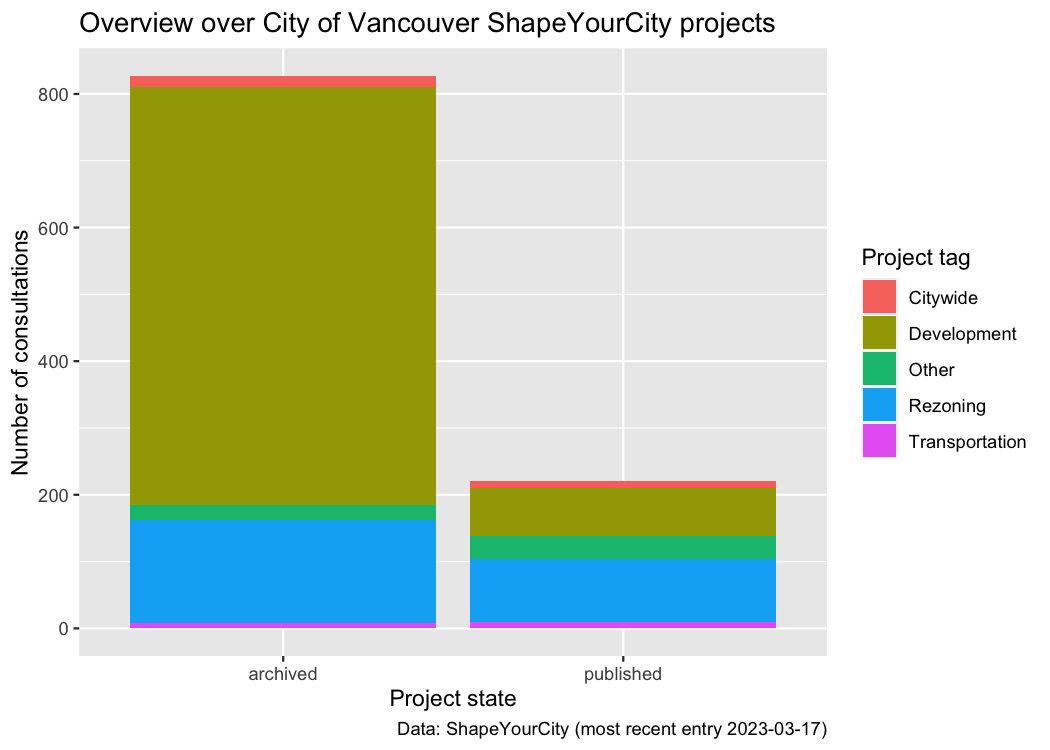 Overview over City of Vancouver ShapeYourCity projects
Number of consultations
800
600
400
200
0
archived
published
Project state
Project tag
Citywide
Development
Other
Rezoning
Transportation
Data: ShapeYourCity (most recent entry 2023-03-17)